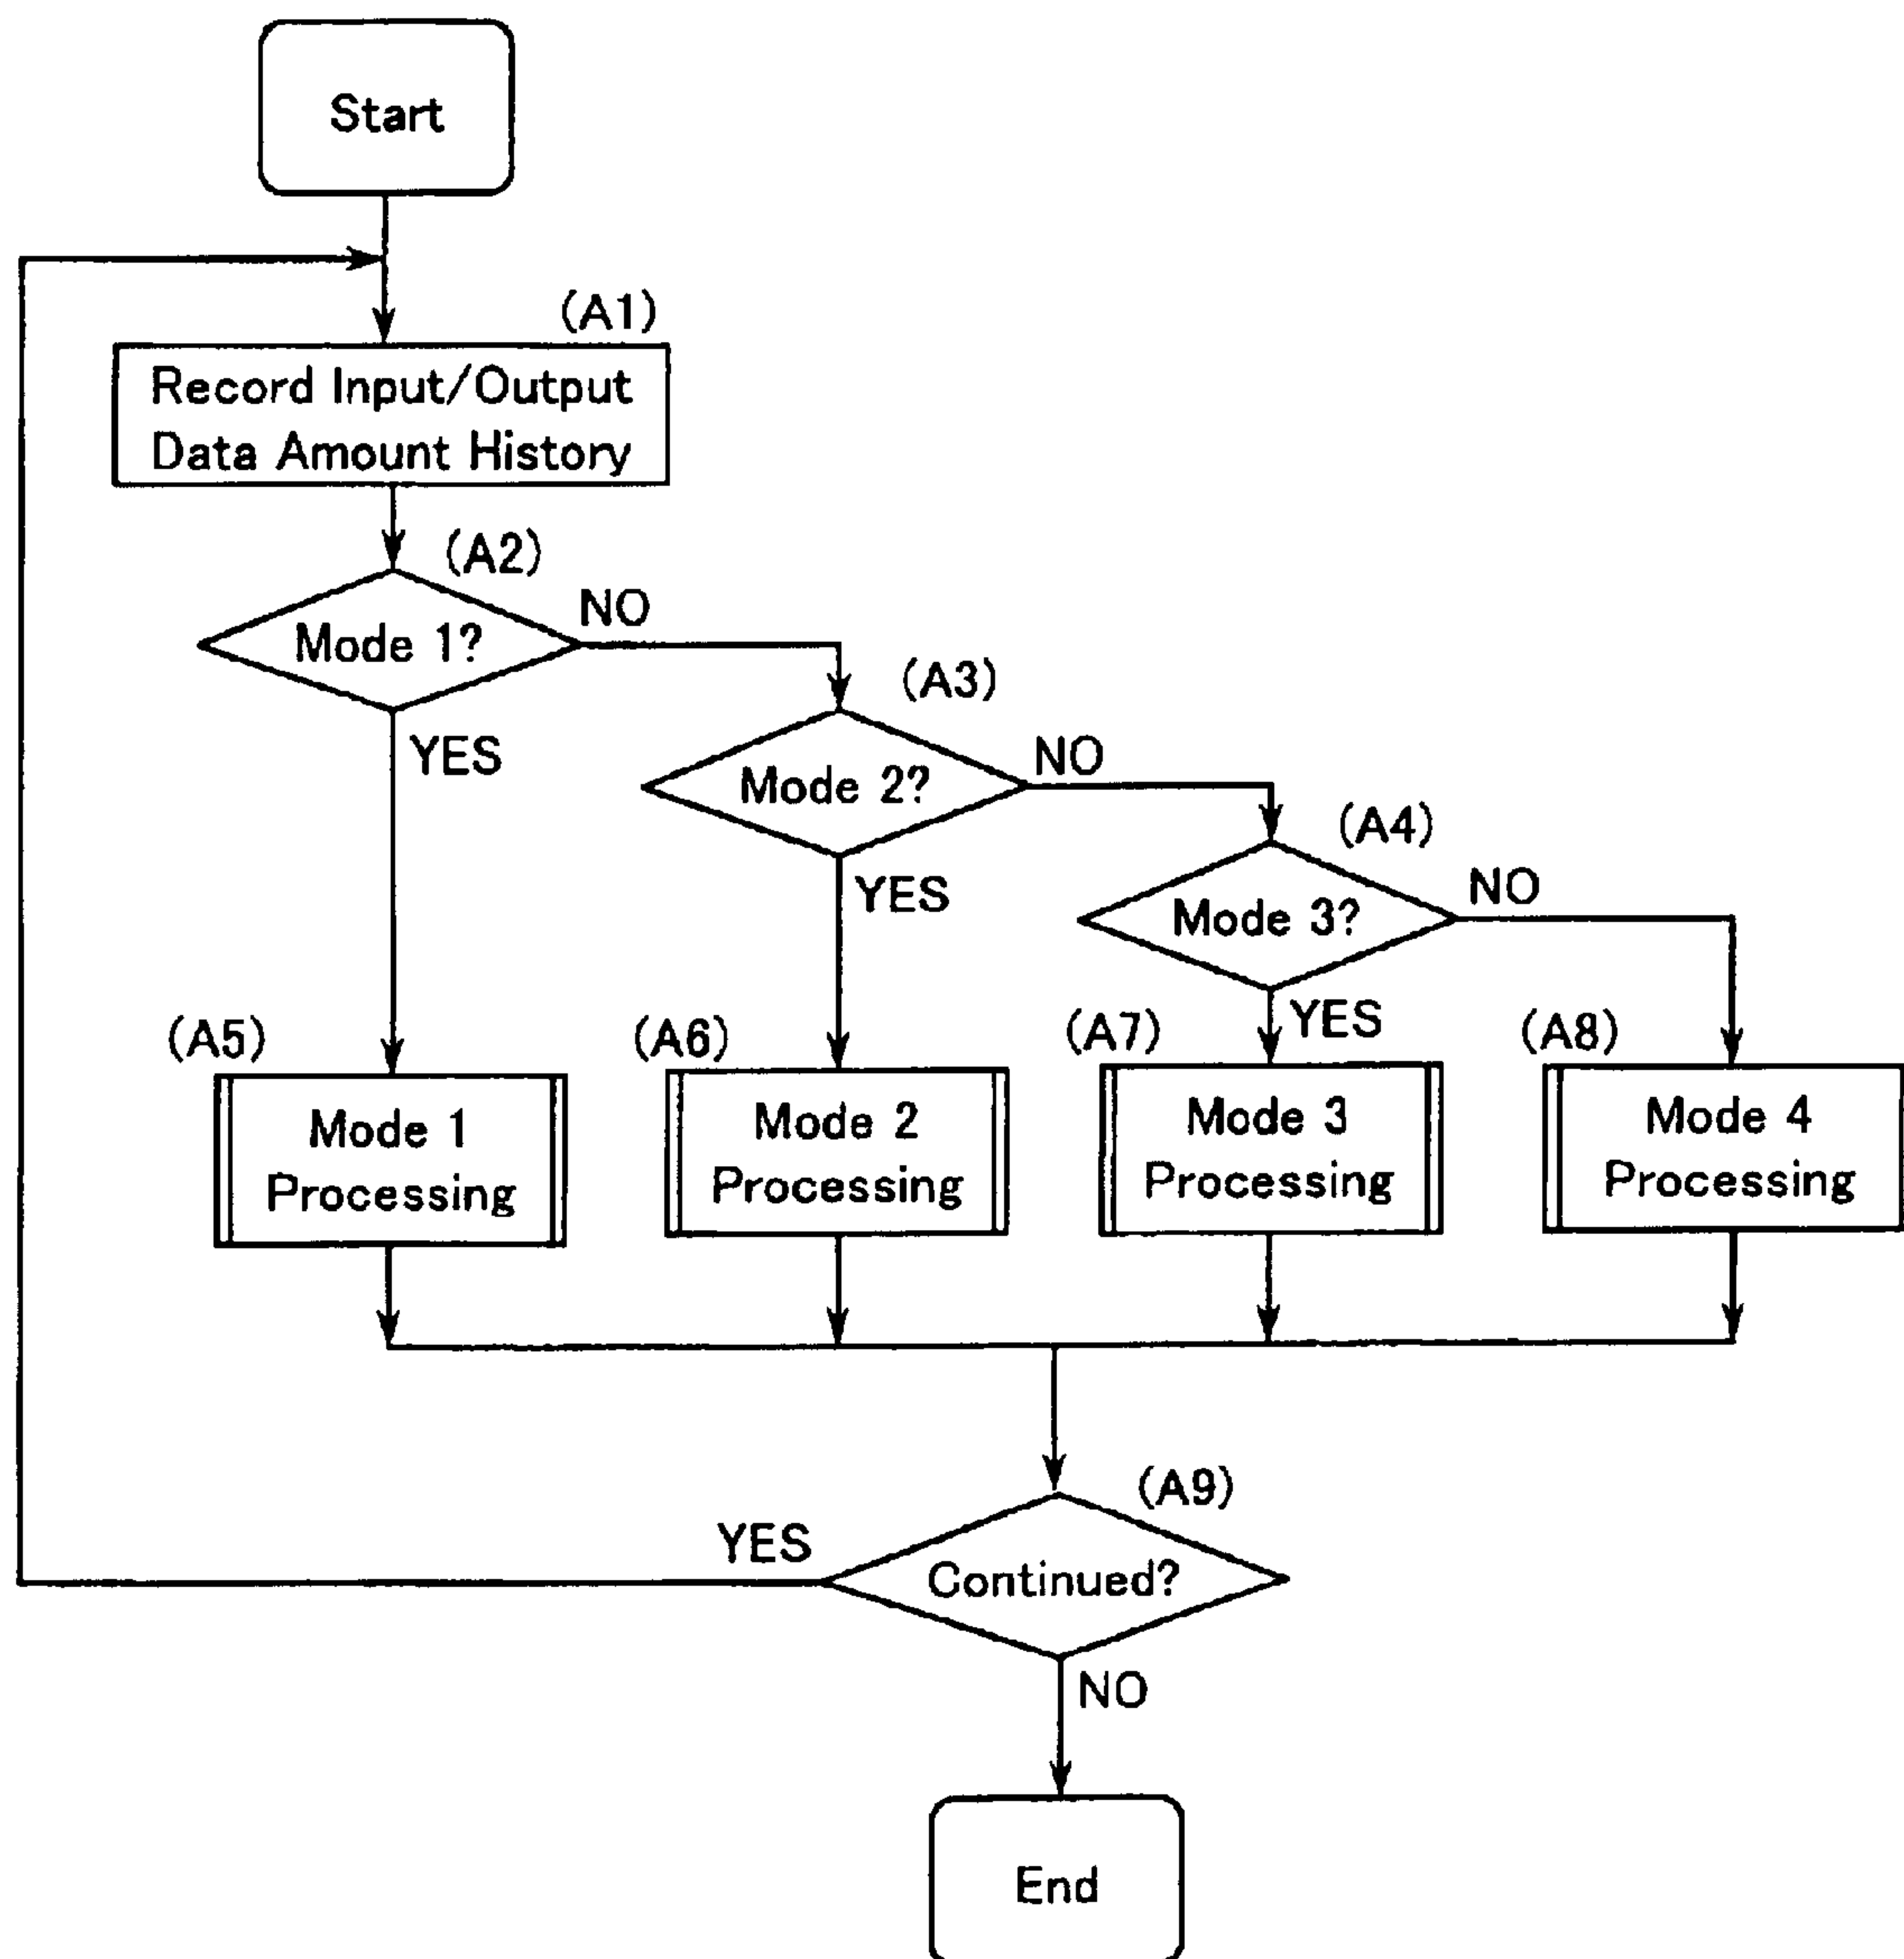 Start
(A1)
Record Input/Output
Data Amount History
(A2)
Mode 1?
NO
YES
(A3)
Mode 2?
NO
YES
(A4)
Mode 3?
NO
YES
(A5)
Mode 1
Processing
(A6)
Mode 2
Processing
(A7)
Mode 3
Processing
(A8)
Mode 4
Processing
(A9)
Continued?
YES
NO
End